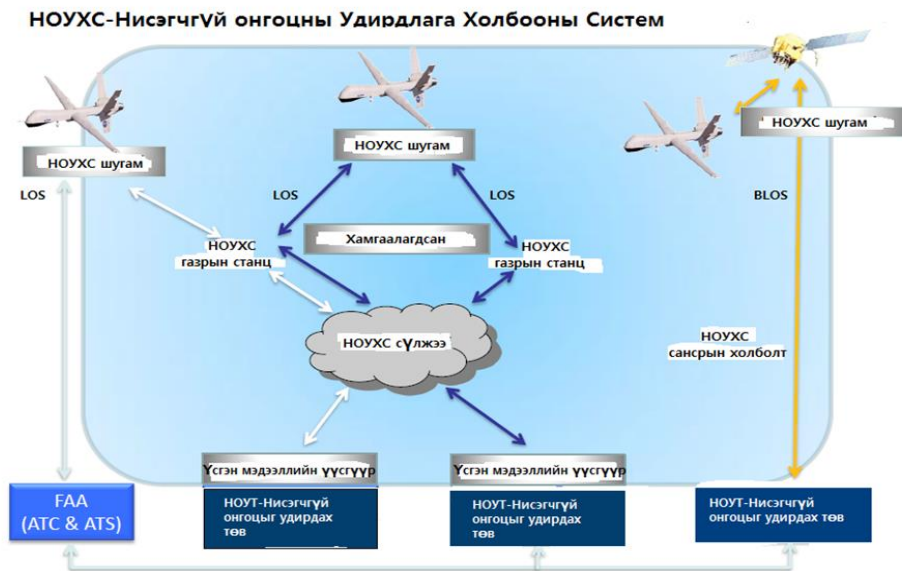 НОУХС-Нисэгчгүй онгоцны Удирдлага Холбооны Систем
НОУХС шугам
НОУХС шугам
НОУХС шугам
LOS
LOS
LOS
BLOS
Хамгаалагдсан
НОУХС
газрын станц
НОУХС
газрын станц
НОУХС сүлжээ
НОУХС
сансрын холболт
Үсгэн мэдээллийн үүсгүүр
Үсгэн мэдээллийн үүсгүүр
FAA
(ATC & ATS)
НОУТ-Нисэгчгүй
онгоцыг удирдах
төв
НОУТ-Нисэгчгүй
онгоцыг удирдах
төв
НОУТ-Нисэгчгүй
онгоцыг удирдах төв